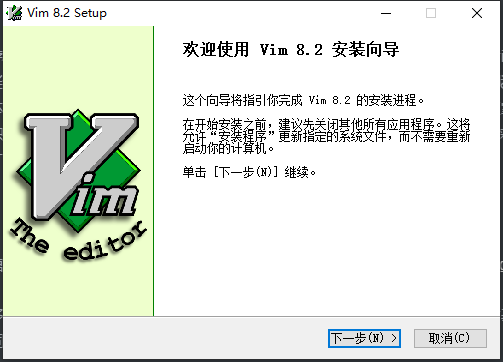 Vim 8.2 Setup
欢迎使用 Vim 8.2 安装向导
这个向导将指引你完成 Vim 8.2 的安装进程。
在开始安装之前，建议先关闭其他所有应用程序。这将
允许“安装程序”更新指定的系统文件，而不需要重新
启动你的计算机。
单击 [下一步(N)] 继续。
Vim
The editor
下一步(N) >
取消(C)